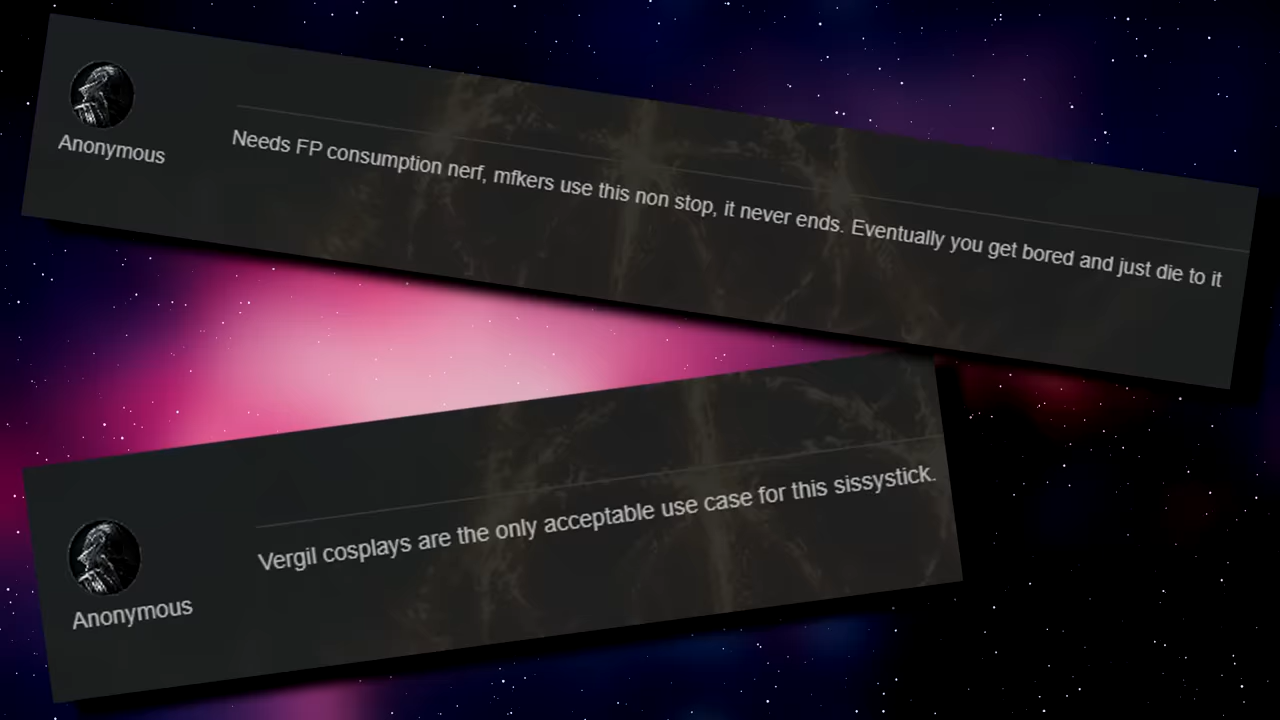 Anonymous
Needs FP consumption nerf, mfkers use this non stop, it never ends. Eventually you get bored and just die to it
Anonymous
Vergil cosplays are the only acceptable use case for this sissystick.